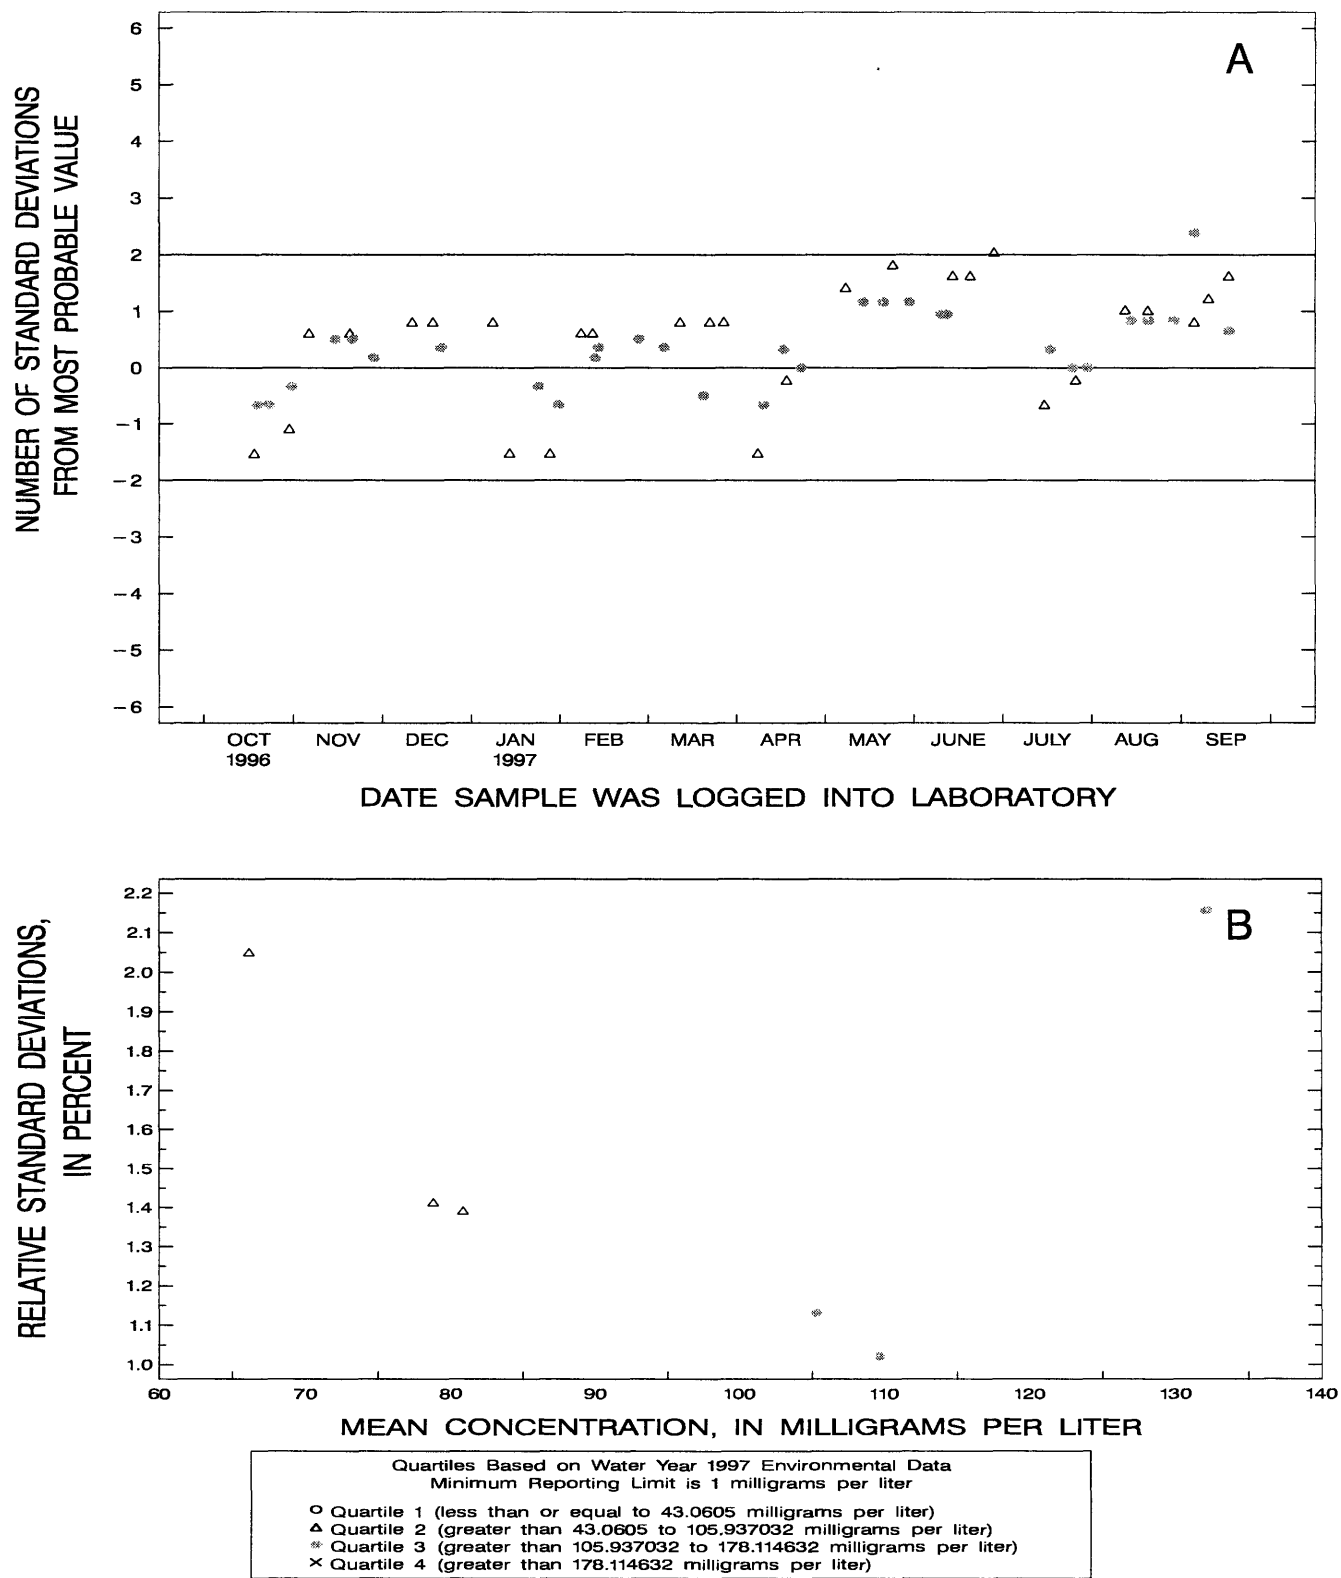 A
NUMBER OF STANDARD DEVIATIONS
FROM MOST PROBABLE VALUE
6
5
4
3
2
1
0
−1
−2
−3
−4
−5
−6
OCT NOV DEC JAN FEB MAR APR MAY JUNE JULY AUG SEP
1996 1997
DATE SAMPLE WAS LOGGED INTO LABORATORY
B
RELATIVE STANDARD DEVIATIONS,
IN PERCENT
2.2
2.1
2.0
1.9
1.8
1.7
1.6
1.5
1.4
1.3
1.2
1.1
1.0
60 70 80 90 100 110 120 130 140
MEAN CONCENTRATION, IN MILLIGRAMS PER LITER
Quartiles Based on Water Year 1997 Environmental Data
Minimum Reporting Limit is 1 milligrams per liter
Quartile 1 (less than or equal to 43.0605 milligrams per liter)
Quartile 2 (greater than 43.0605 to 105.937032 milligrams per liter)
Quartile 3 (greater than 105.937032 to 178.114632 milligrams per liter)
Quartile 4 (greater than 178.114632 milligrams per liter)